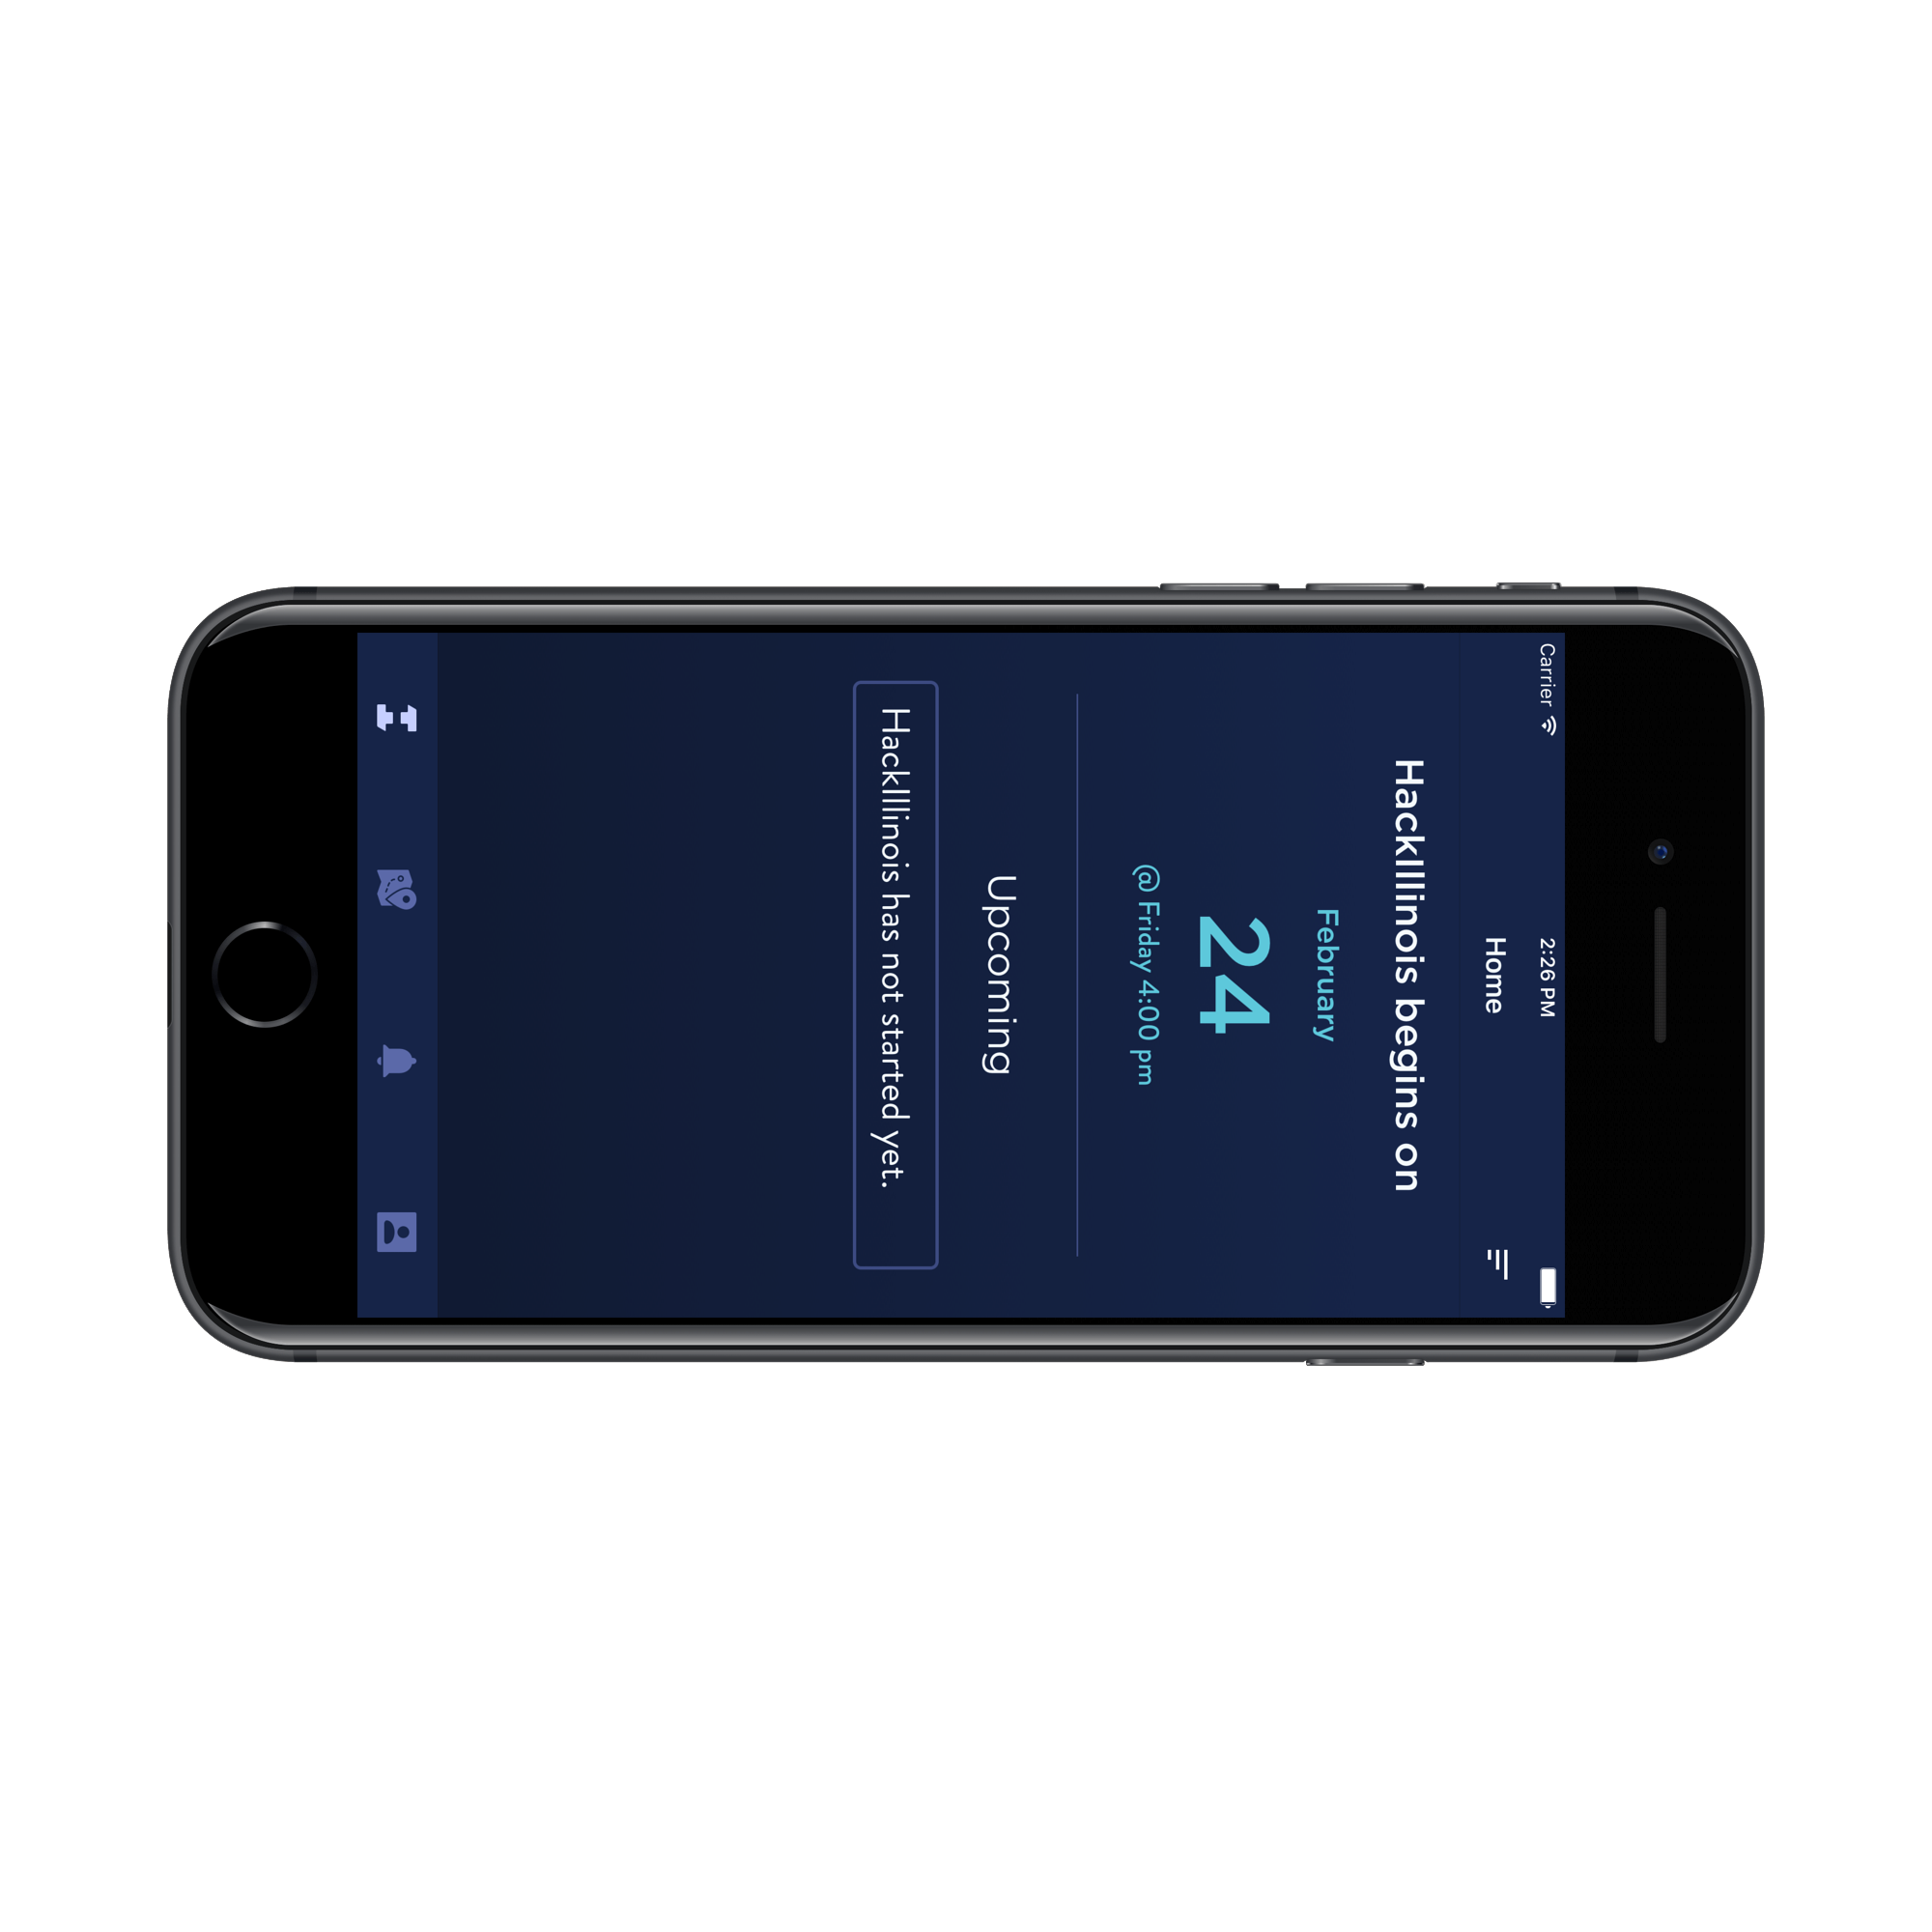 Carrier 2:26 PM
Home
HackIllinois begins on
February
24
@ Friday 4:00 pm
Upcoming
HackIllinois has not started yet.